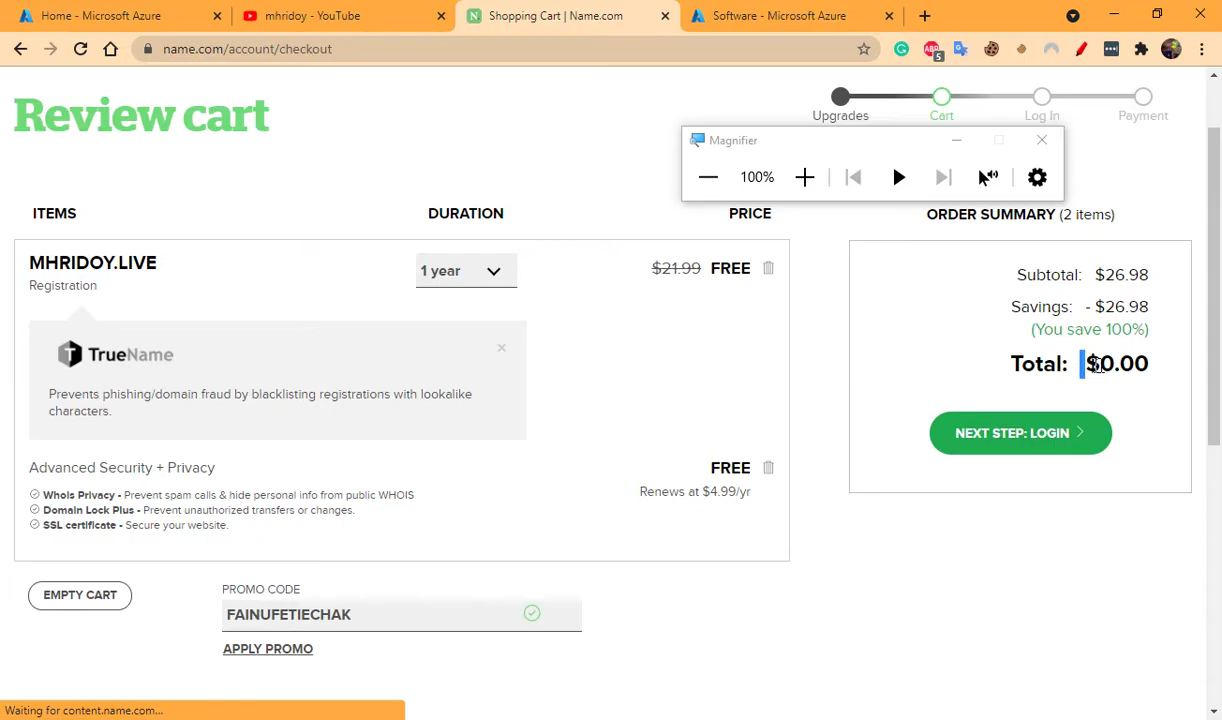 Home - Microsoft Azure
mhridoy - YouTube
Shopping Cart | Name.com
Software - Microsoft Azure
name.com/account/checkout
ABP
5
Review cart
Upgrades
Cart
Log In
Payment
Magnifier
100%
ITEMS
DURATION
PRICE
ORDER SUMMARY (2 items)
MHRIDOY.LIVE
Registration
1 year
$21.99 FREE
Subtotal: $26.98
Savings: - $26.98
(You save 100%)
Total: $0.00
NEXT STEP: LOGIN
TrueName
Prevents phishing/domain fraud by blacklisting registrations with lookalike
characters.
Advanced Security + Privacy
FREE
Renews at $4.99/yr
Whois Privacy - Prevent spam calls & hide personal info from public WHOIS
Domain Lock Plus - Prevent unauthorized transfers or changes.
SSL certificate - Secure your website.
EMPTY CART
PROMO CODE
FAINUFETIECHAK
APPLY PROMO
Waiting for content.name.com...